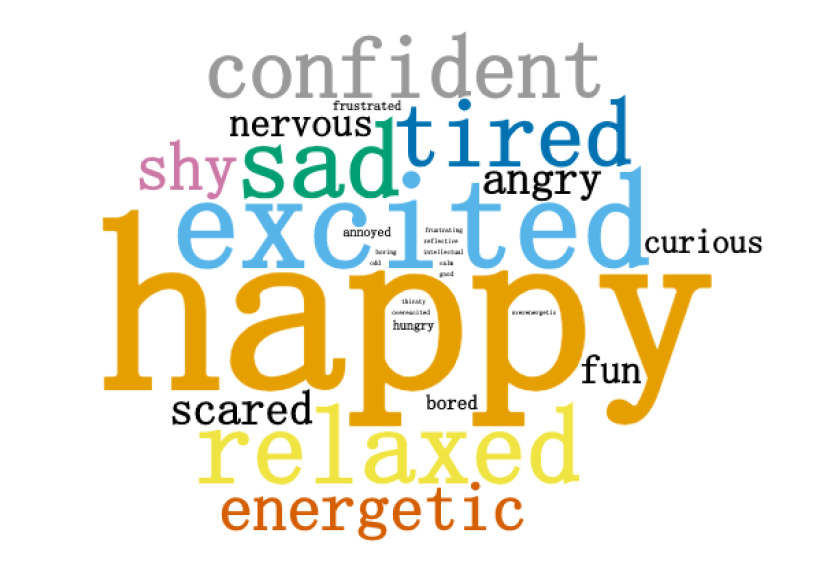 confident
frustrated
nervous
tired
shy
sad
angry
excited
annoyed
frustrating
reflective
curious
boring
intellectual
odd
calm
good
happy
thirsty
overexcited
overenergetic
hungry
fun
scared
bored
relaxed
energetic